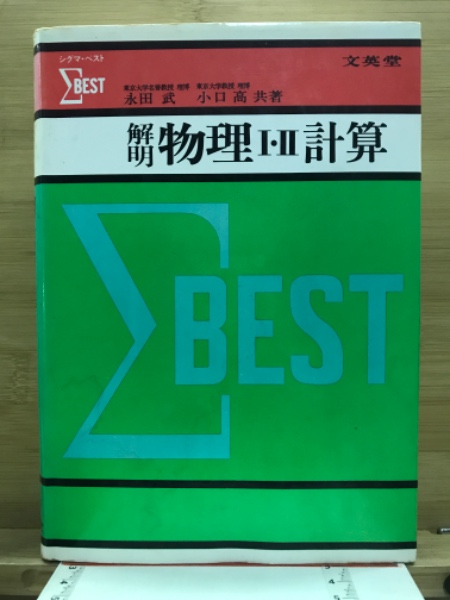 シグマ・ベスト
ΣBEST
文英堂
東京大学名誉教授 理博 東京大学教授 理博
永田 武 小口 高 共著
解明 物理I・II計算
ΣBEST